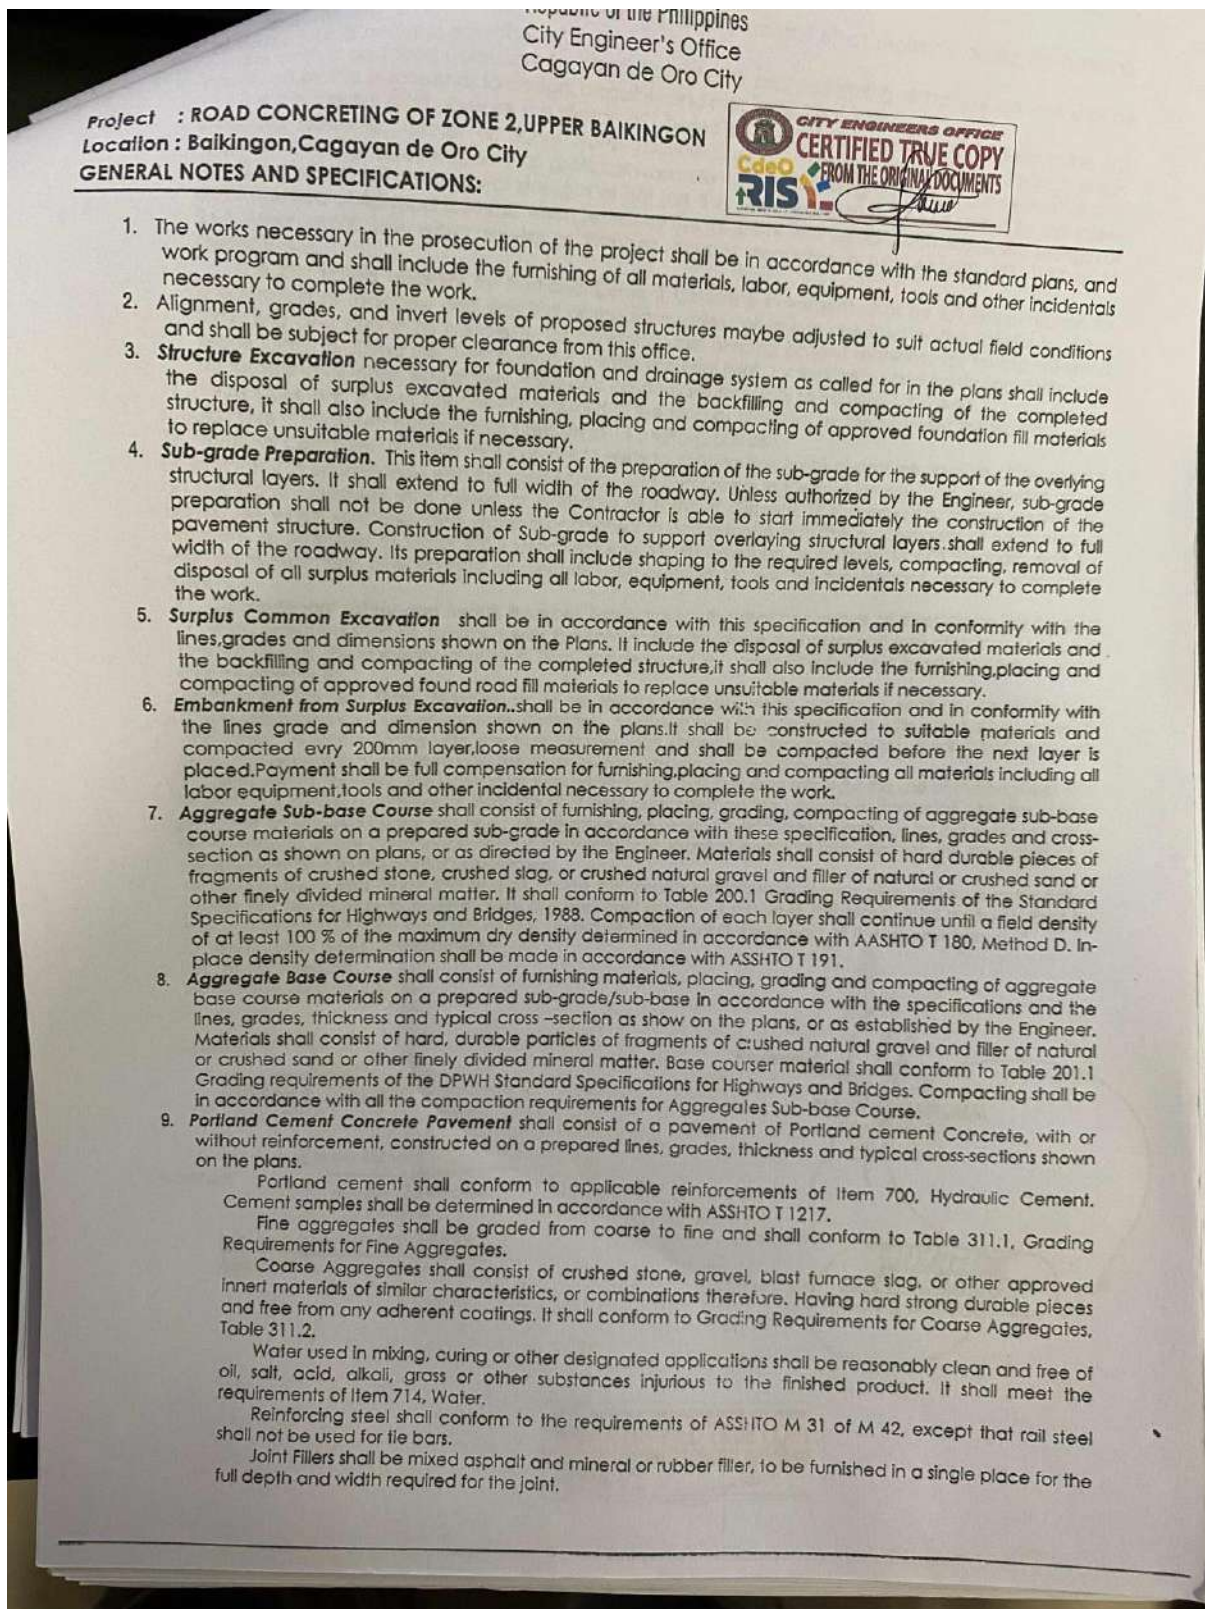 Republic of the Philippines
City Engineer's Office
Cagayan de Oro City
Project : ROAD CONCRETING OF ZONE 2,UPPER BAIKINGON
Location : Baikingon,Cagayan de Oro City
GENERAL NOTES AND SPECIFICATIONS:
CITY ENGINEERS OFFICE
CERTIFIED TRUE COPY
FROM THE ORIGINAL DOCUMENTS
CdeO
RISE
1. The works necessary in the prosecution of the project shall be in accordance with the standard plans, and
work program and shall include the furnishing of all materials, labor, equipment, tools and other incidentals
necessary to complete the work.
2. Alignment, grades, and invert levels of proposed structures maybe adjusted to suit actual field conditions
and shall be subject for proper clearance from this office.
3. Structure Excavation necessary for foundation and drainage system as called for in the plans shall include
the disposal of surplus excavated materials and the backfilling and compacting of the completed
structure, it shall also include the furnishing, placing and compacting of approved foundation fill materials
to replace unsuitable materials if necessary.
4. Sub-grade Preparation. This item shall consist of the preparation of the sub-grade for the support of the overlying
structural layers. It shall extend to full width of the roadway. Unless authorized by the Engineer, sub-grade
preparation shall not be done unless the Contractor is able to start immediately the construction of the
pavement structure. Construction of Sub-grade to support overlaying structural layers.shall extend to full
width of the roadway. Its preparation shall include shaping to the required levels, compacting, removal of
disposal of all surplus materials including all labor, equipment, tools and incidentals necessary to complete
the work.
5. Surplus Common Excavation shall be in accordance with this specification and in conformity with the
lines,grades and dimensions shown on the Plans. It include the disposal of surplus excavated materials and
the backfilling and compacting of the completed structure,it shall also include the furnishing,placing and
compacting of approved found road fill materials to replace unsuitable materials if necessary.
6. Embankment from Surplus Excavation..shall be in accordance with this specification and in conformity with
the lines grade and dimension shown on the plans.It shall be constructed to suitable materials and
compacted evry 200mm layer,loose measurement and shall be compacted before the next layer is
placed.Payment shall be full compensation for furnishing,placing and compacting all materials including all
labor equipment,tools and other incidental necessary to complete the work.
7. Aggregate Sub-base Course shall consist of furnishing, placing, grading, compacting of aggregate sub-base
course materials on a prepared sub-grade in accordance with these specification, lines, grades and cross-
section as shown on plans, or as directed by the Engineer. Materials shall consist of hard durable pieces of
fragments of crushed stone, crushed slag, or crushed natural gravel and filler of natural or crushed sand or
other finely divided mineral matter. It shall conform to Table 200.1 Grading Requirements of the Standard
Specifications for Highways and Bridges, 1988. Compaction of each layer shall continue until a field density
of at least 100 % of the maximum dry density determined in accordance with AASHTO T 180, Method D. In-
place density determination shall be made in accordance with ASSHTO T 191.
8. Aggregate Base Course shall consist of furnishing materials, placing, grading and compacting of aggregate
base course materials on a prepared sub-grade/sub-base in accordance with the specifications and the
lines, grades, thickness and typical cross –section as show on the plans, or as established by the Engineer.
Materials shall consist of hard, durable particles of fragments of crushed natural gravel and filler of natural
or crushed sand or other finely divided mineral matter. Base courser material shall conform to Table 201.1
Grading requirements of the DPWH Standard Specifications for Highways and Bridges. Compacting shall be
in accordance with all the compaction requirements for Aggregates Sub-base Course.
9. Portland Cement Concrete Pavement shall consist of a pavement of Portland cement Concrete, with or
without reinforcement, constructed on a prepared lines, grades, thickness and typical cross-sections shown
on the plans.
Portland cement shall conform to applicable reinforcements of Item 700, Hydraulic Cement.
Cement samples shall be determined in accordance with ASSHTO T 1217.
Fine aggregates shall be graded from coarse to fine and shall conform to Table 311.1, Grading
Requirements for Fine Aggregates.
Coarse Aggregates shall consist of crushed stone, gravel, blast furnace slag, or other approved
innert materials of similar characteristics, or combinations therefore. Having hard strong durable pieces
and free from any adherent coatings. It shall conform to Grading Requirements for Coarse Aggregates,
Table 311.2.
Water used in mixing, curing or other designated applications shall be reasonably clean and free of
oil, salt, acid, alkali, grass or other substances injurious to the finished product. It shall meet the
requirements of Item 714, Water.
Reinforcing steel shall conform to the requirements of ASSHTO M 31 of M 42, except that rail steel
shall not be used for tie bars.
Joint Fillers shall be mixed asphalt and mineral or rubber filler, to be furnished in a single place for the
full depth and width required for the joint.